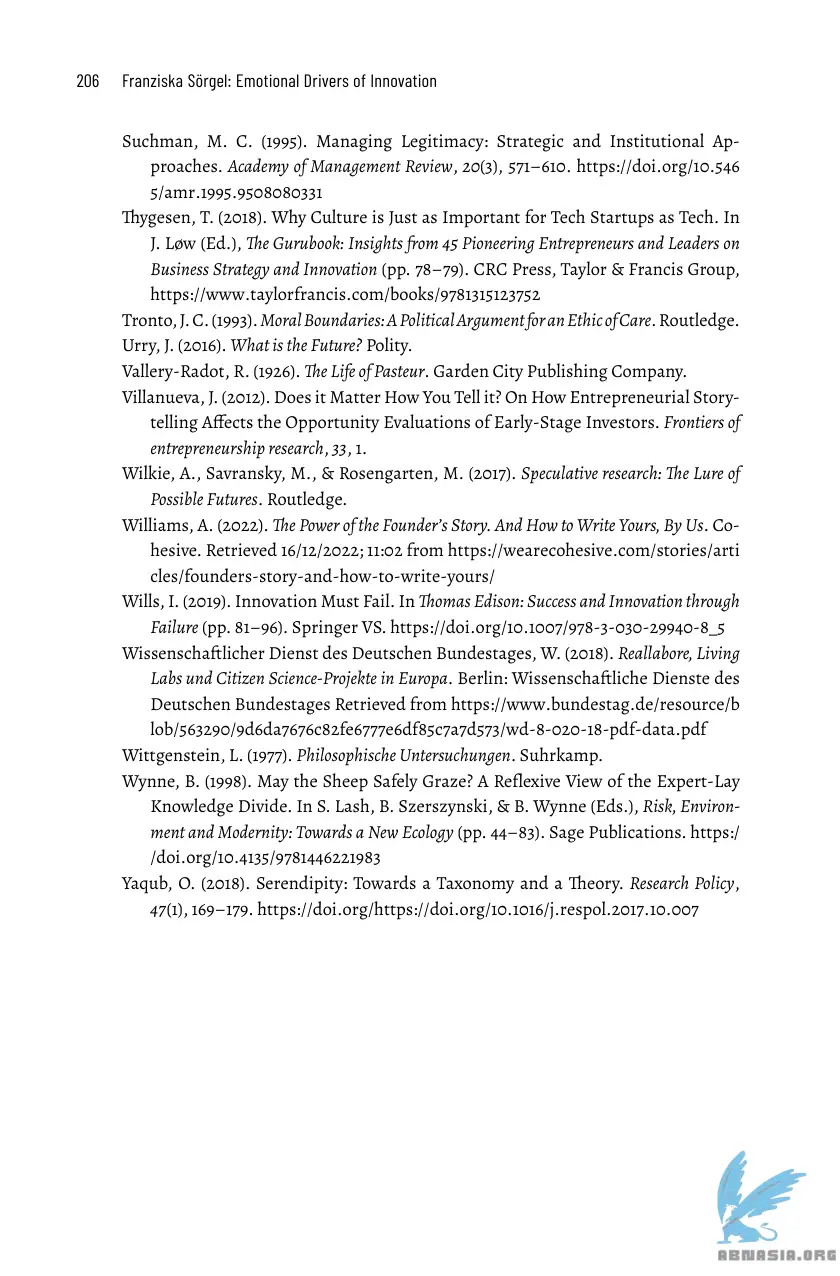 206 Franziska Sörgel: Emotional Drivers of Innovation
Suchman, M. C. (1995). Managing Legitimacy: Strategic and Institutional Ap-
proaches. Academy of Management Review, 20(3), 571–610. https://doi.org/10.546
5/amr.1995.9508080331
Thygesen, T. (2018). Why Culture is Just as Important for Tech Startups as Tech. In
J. Løw (Ed.), The Gurubook: Insights from 45 Pioneering Entrepreneurs and Leaders on
Business Strategy and Innovation (pp. 78–79). CRC Press, Taylor & Francis Group,
https://www.taylorfrancis.com/books/9781315123752
Tronto, J. C. (1993). Moral Boundaries: A Political Argument for an Ethic of Care. Routledge.
Urry, J. (2016). What is the Future? Polity.
Vallery-Radot, R. (1926). The Life of Pasteur. Garden City Publishing Company.
Villanueva, J. (2012). Does it Matter How You Tell it? On How Entrepreneurial Story-
telling Affects the Opportunity Evaluations of Early-Stage Investors. Frontiers of
entrepreneurship research, 33, 1.
Wilkie, A., Savransky, M., & Rosengarten, M. (2017). Speculative research: The Lure of
Possible Futures. Routledge.
Williams, A. (2022). The Power of the Founder’s Story. And How to Write Yours, By Us. Co-
hesive. Retrieved 16/12/2022; 11:02 from https://wearecohesive.com/stories/arti
cles/founders-story-and-how-to-write-yours/
Wills, I. (2019). Innovation Must Fail. In Thomas Edison: Success and Innovation through
Failure (pp. 81–96). Springer VS. https://doi.org/10.1007/978-3-030-29940-8_5
Wissenschaftlicher Dienst des Deutschen Bundestages, W. (2018). Reallabore, Living
Labs und Citizen Science-Projekte in Europa. Berlin: Wissenschaftliche Dienste des
Deutschen Bundestages Retrieved from https://www.bundestag.de/resource/b
lob/563290/9d6da7676c82fe6777e6df85c7a7d573/wd-8-020-18-pdf-data.pdf
Wittgenstein, L. (1977). Philosophische Untersuchungen. Suhrkamp.
Wynne, B. (1998). May the Sheep Safely Graze? A Reflexive View of the Expert-Lay
Knowledge Divide. In S. Lash, B. Szerszynski, & B. Wynne (Eds.), Risk, Environ-
ment and Modernity: Towards a New Ecology (pp. 44–83). Sage Publications. https:/
/doi.org/10.4135/9781446221983
Yaqub, O. (2018). Serendipity: Towards a Taxonomy and a Theory. Research Policy,
47(1), 169–179. https://doi.org/https://doi.org/10.1016/j.respol.2017.10.007
ABNASIA.ORG